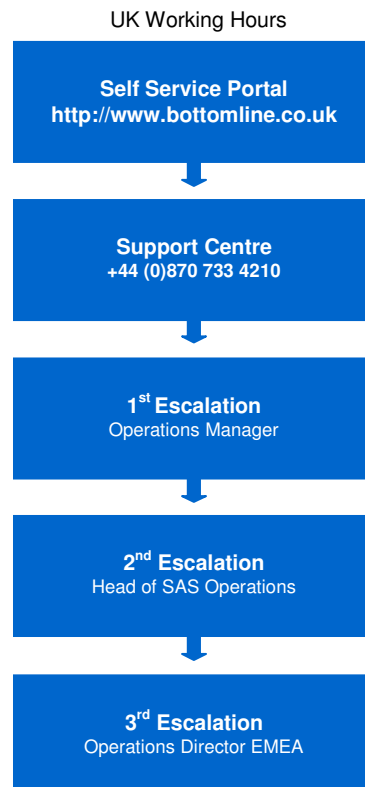 UK Working Hours
Self Service Portal
http://www.bottomline.co.uk
Support Centre
+44 (0)870 733 4210
1st Escalation
Operations Manager
2nd Escalation
Head of SAS Operations
3rd Escalation
Operations Director EMEA